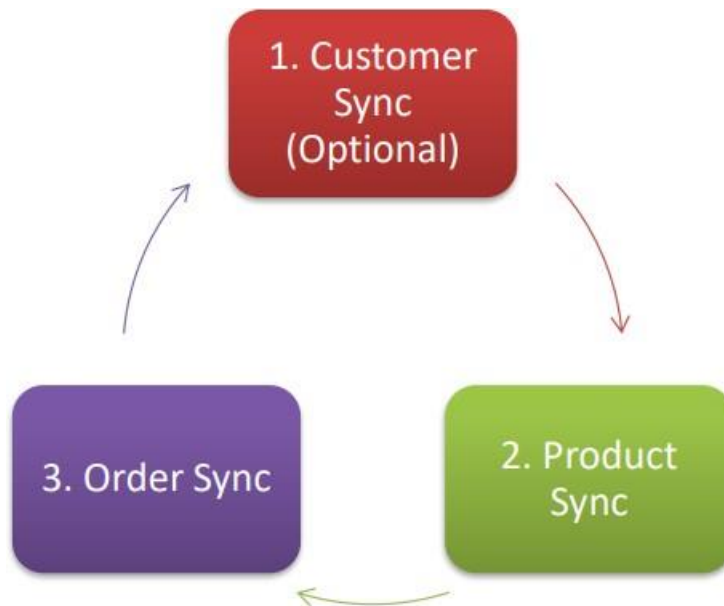 1. Customer
Sync
(Optional)
2. Product
Sync
3. Order Sync